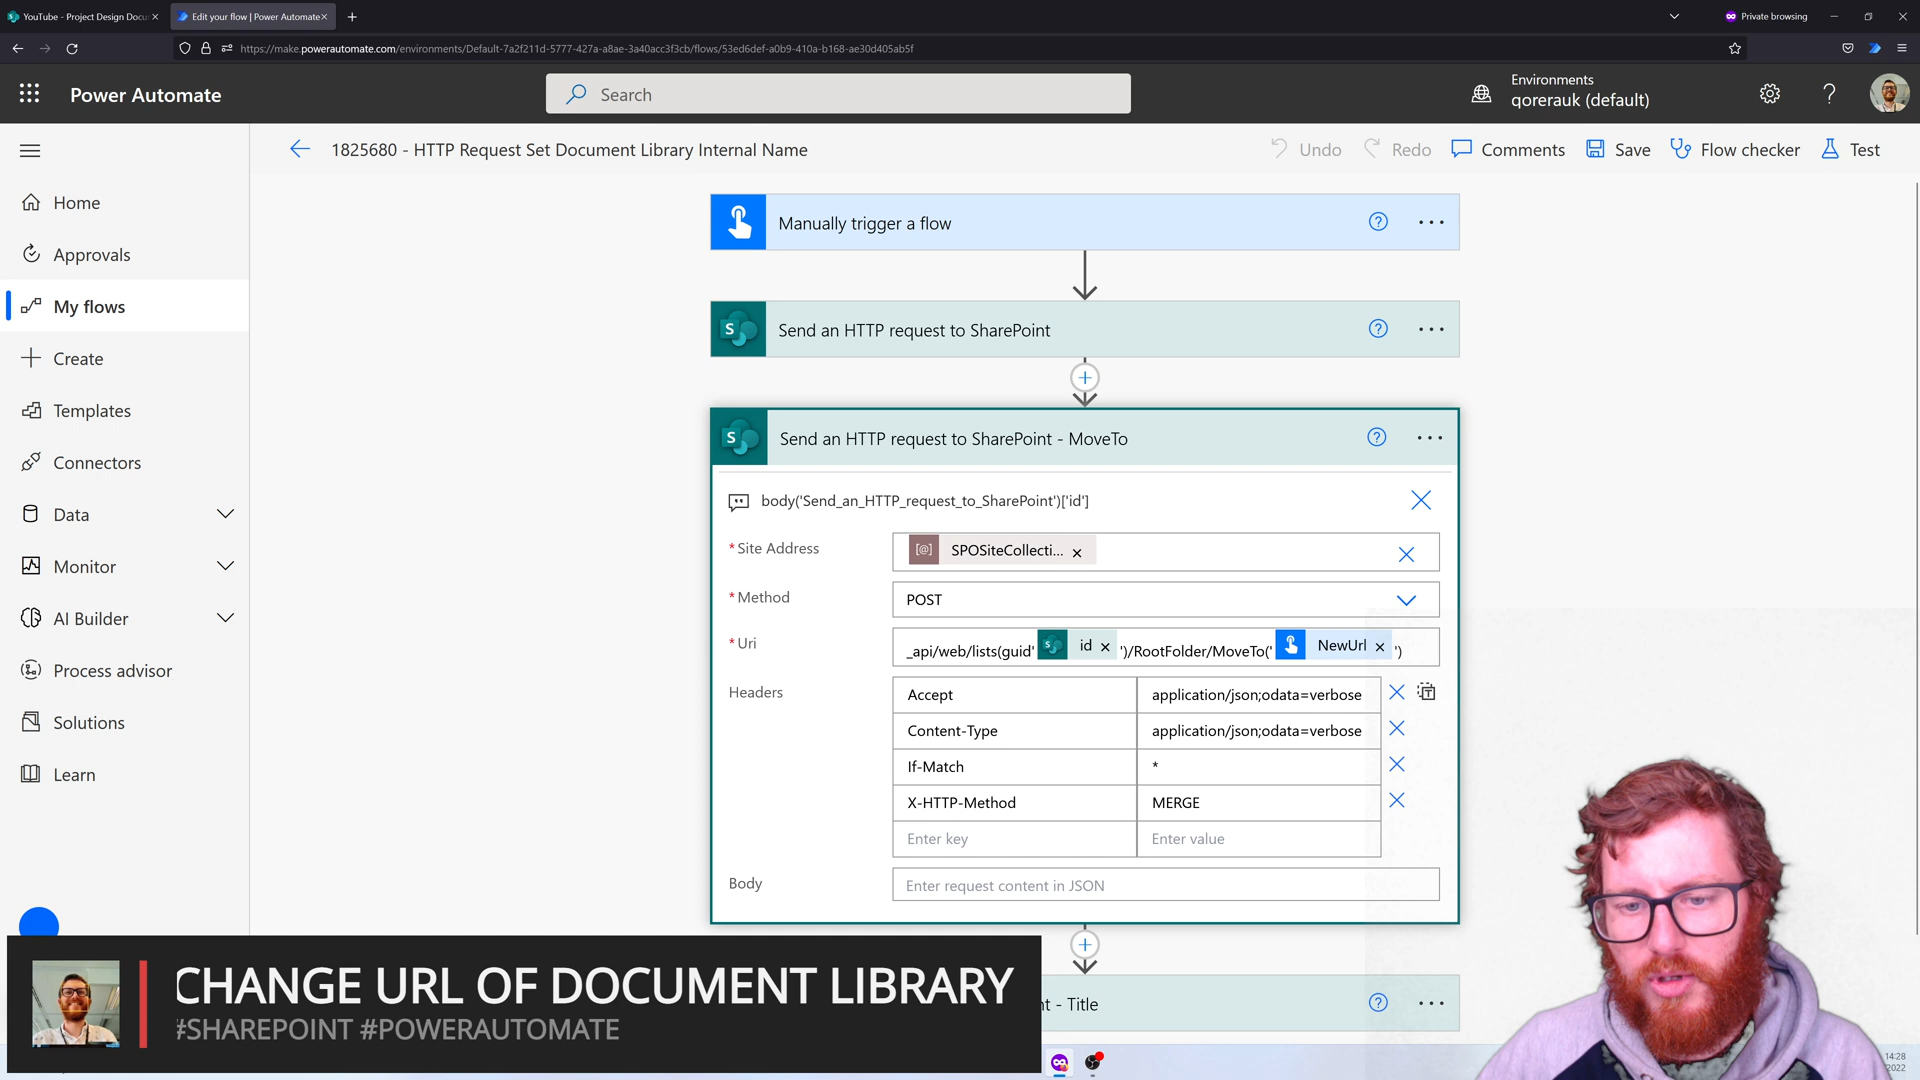 YouTube - Project Design Docu
Edit your flow | Power Automate
Private browsing
https://make.powerautomate.com/environments/Default-7a2f211d-5777-427a-a8ae-3a40acc3f3cb/flows/53ed6def-a0b9-410a-b168-ae30d405ab5f
Power Automate
Search
Environments
qorerauk (default)
1825680 - HTTP Request Set Document Library Internal Name
Undo
Redo
Comments
Save
Flow checker
Test
Home
Approvals
My flows
Create
Templates
Connectors
Data
Monitor
AI Builder
Process advisor
Solutions
Learn
Manually trigger a flow
Send an HTTP request to SharePoint
Send an HTTP request to SharePoint - MoveTo
body('Send_an_HTTP_request_to_SharePoint')['id']
* Site Address
SPOSiteCollecti...
* Method
POST
* Uri
_api/web/lists(guid' id ')/RootFolder/MoveTo(' NewUrl ')
Headers
Accept application/json;odata=verbose
Content-Type application/json;odata=verbose
If-Match *
X-HTTP-Method MERGE
Enter key Enter value
Body
Enter request content in JSON
nt - Title
CHANGE URL OF DOCUMENT LIBRARY
#SHAREPOINT #POWERAUTOMATE
14:28
2022